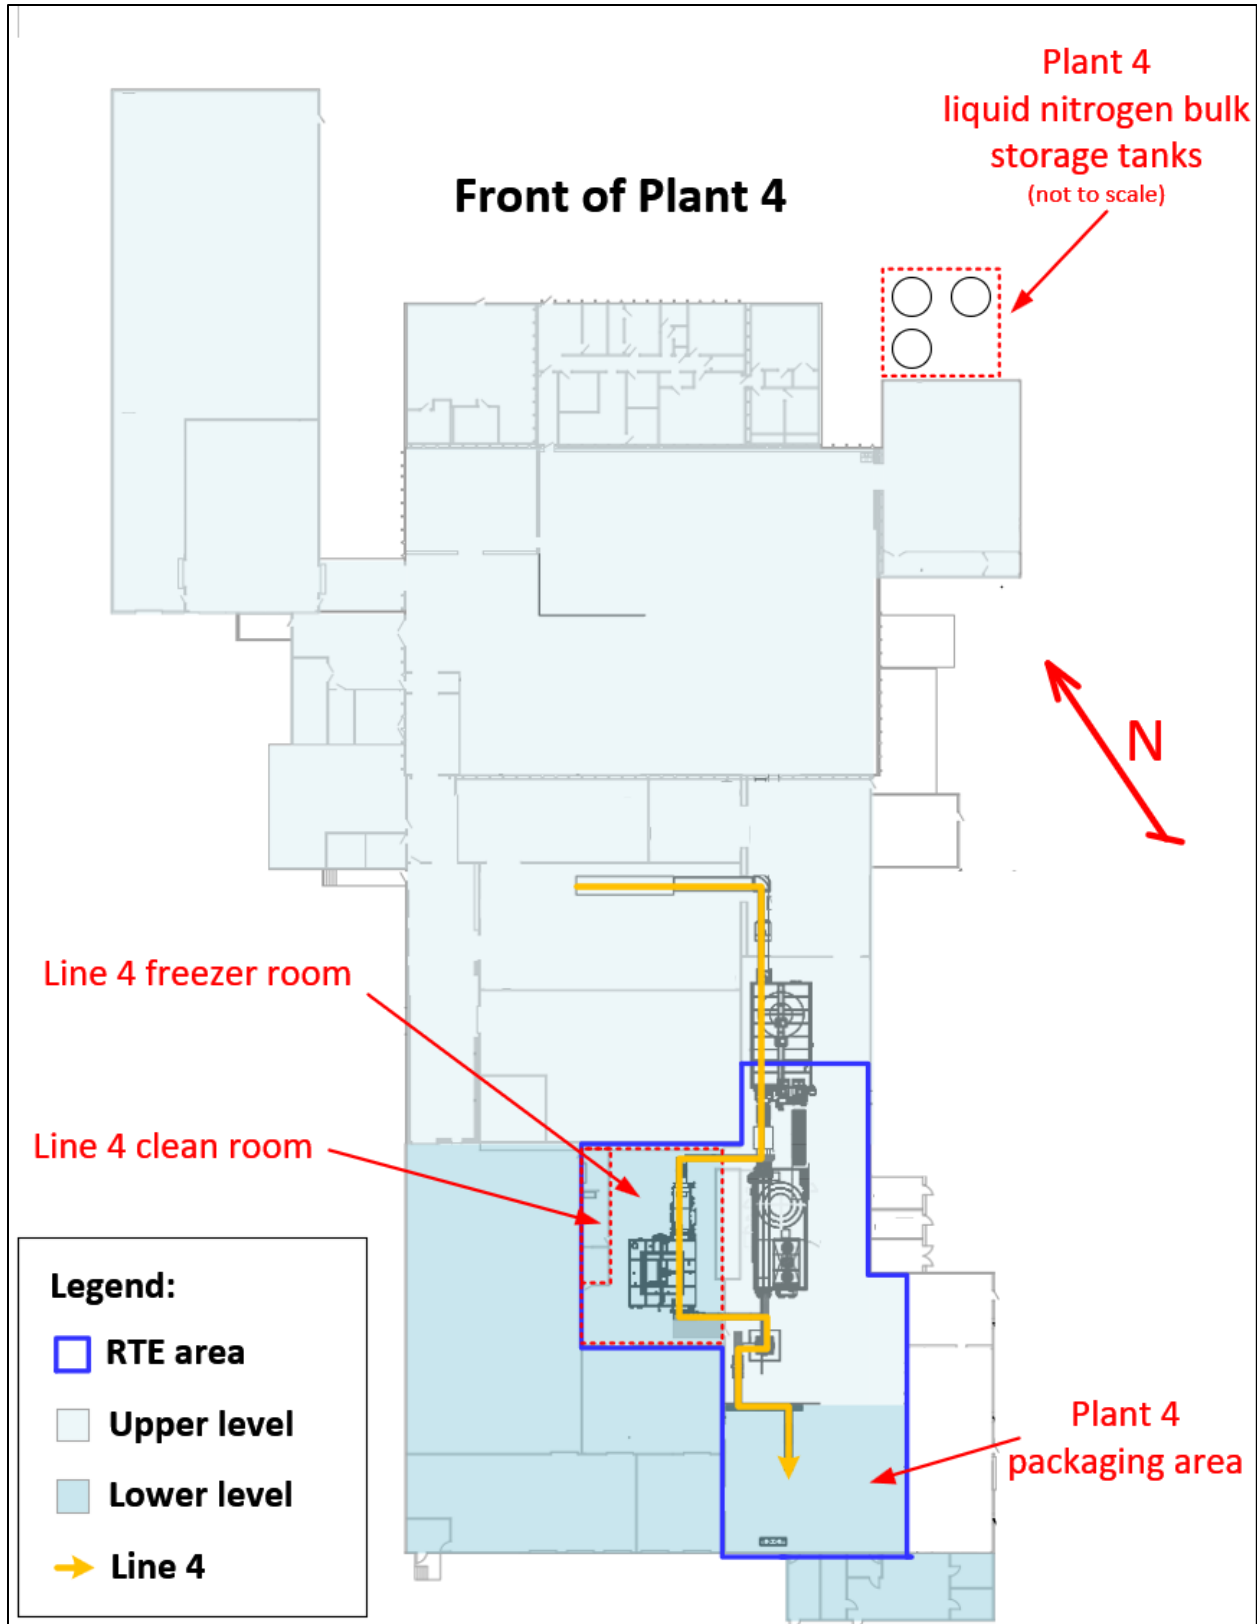 Plant 4
liquid nitrogen bulk
storage tanks
(not to scale)
Front of Plant 4
N
Line 4 freezer room
Line 4 clean room
Legend:
RTE area
Upper level
Lower level
Line 4
Plant 4
packaging area